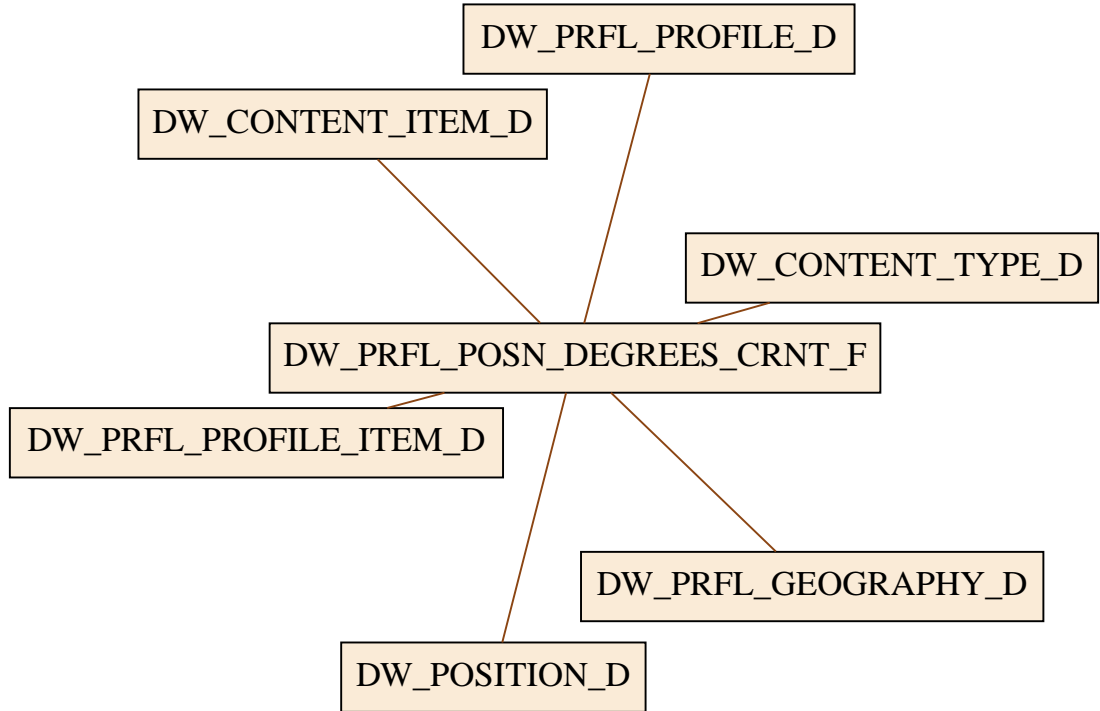 DW_PRFL_PROFILE_D
DW_CONTENT_ITEM_D
DW_CONTENT_TYPE_D
DW_PRFL_POSN_DEGREES_CRNT_F
DW_PRFL_PROFILE_ITEM_D
DW_PRFL_GEOGRAPHY_D
DW_POSITION_D